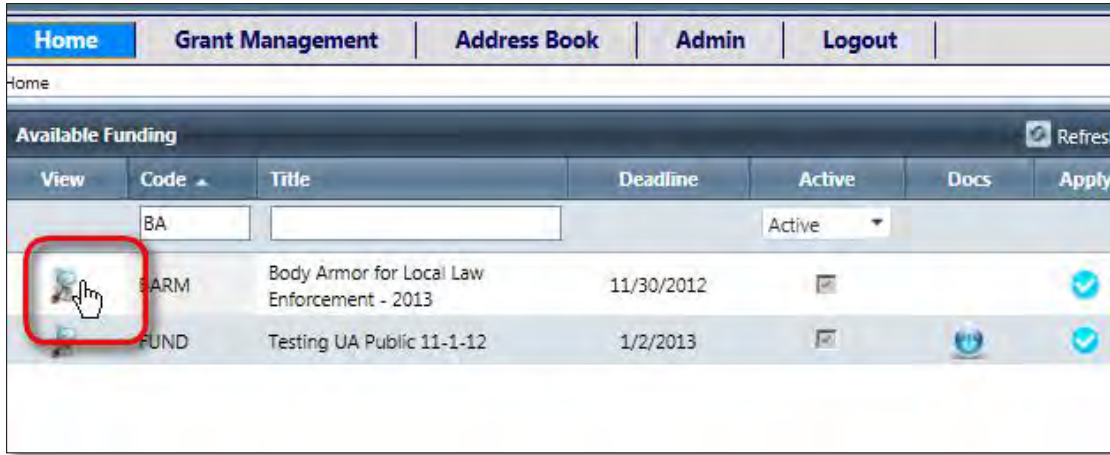 Home Grant Management Address Book Admin Logout
Home
Available Funding Refres
View Code Title Deadline Active Docs Apply
BA Active
BARM Body Armor for Local Law Enforcement - 2013 11/30/2012
FUND Testing UA Public 11-1-12 1/2/2013